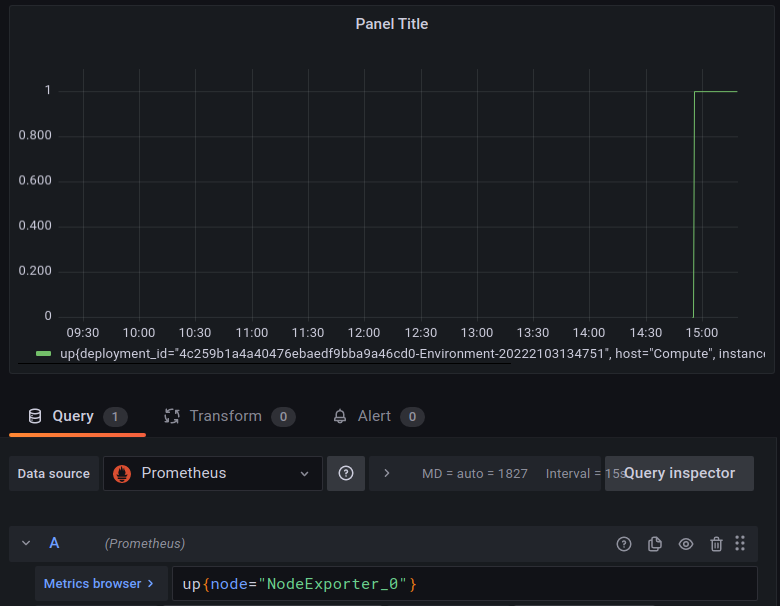 Panel Title
1
0.800
0.600
0.400
0.200
0
09:30 10:00 10:30 11:00 11:30 12:00 12:30 13:00 13:30 14:00 14:30 15:00
up{deployment_id="4c259b1a4a40476ebaedf9bba9a46cd0-Environment-20222103134751", host="Compute", instance
Query 1 Transform 0 Alert 0
Data source Prometheus MD = auto = 1827 Interval = 15s Query inspector
A (Prometheus)
Metrics browser up{node="NodeExporter_0"}